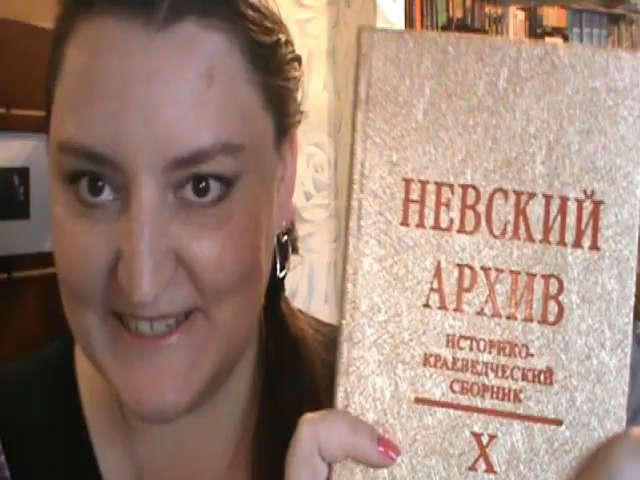 НЕВСКИЙ
АРХИВ
ИСТОРИКО-
КРАЕВЕДЧЕСКИЙ
СБОРНИК
X